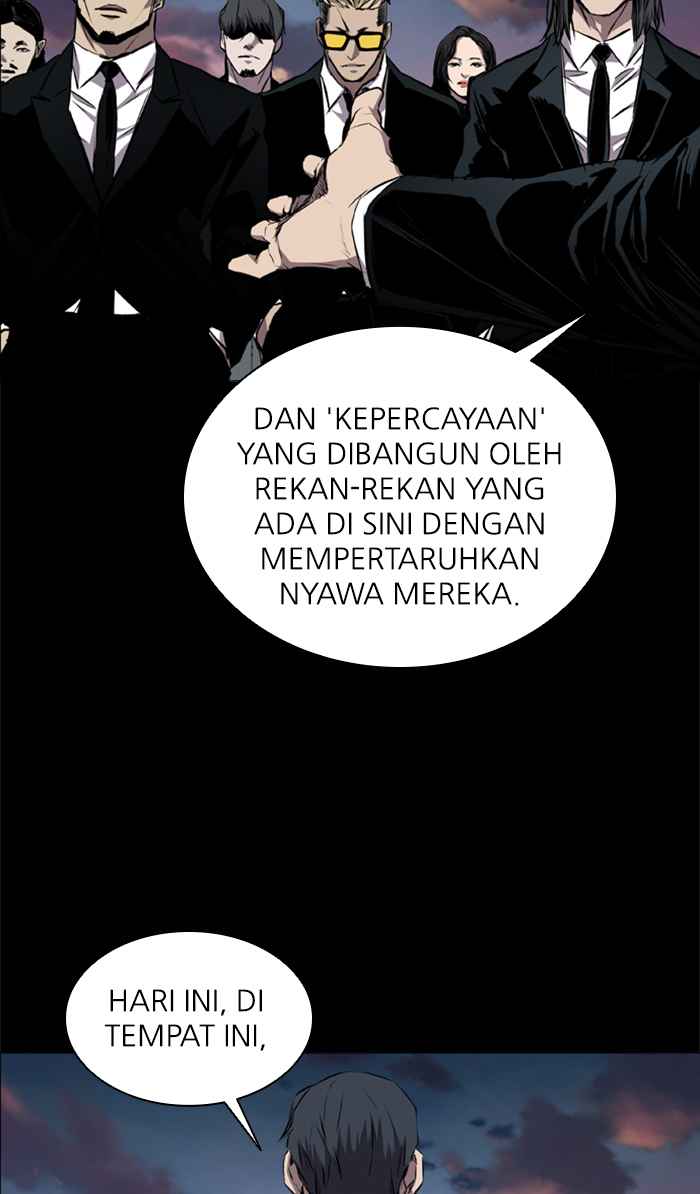 DAN 'KEPERCAYAAN'
YANG DIBANGUN OLEH
REKAN-REKAN YANG
ADA DI SINI DENGAN
MEMPERTARUHKAN
NYAWA MEREKA.
HARI INI, DI
TEMPAT INI,